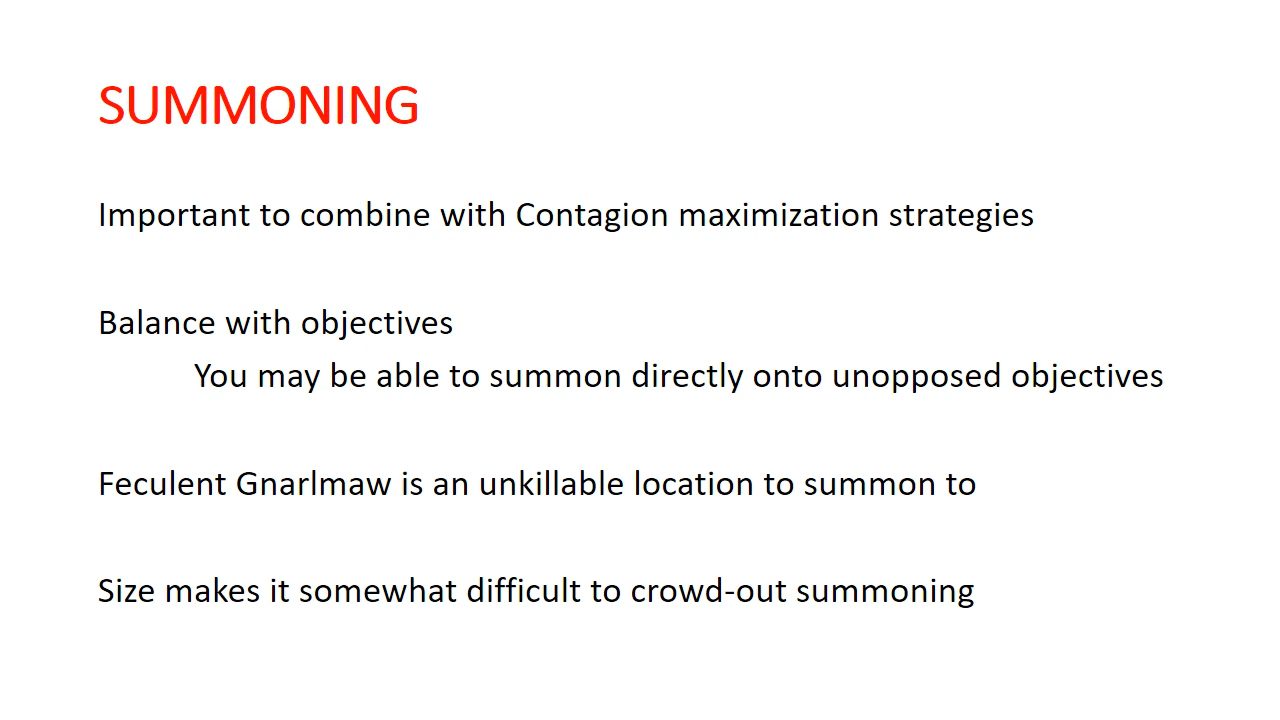 SUMMONING
Important to combine with Contagion maximization strategies
Balance with objectives
You may be able to summon directly onto unopposed objectives
Feculent Gnarlmaw is an unkillable location to summon to
Size makes it somewhat difficult to crowd-out summoning